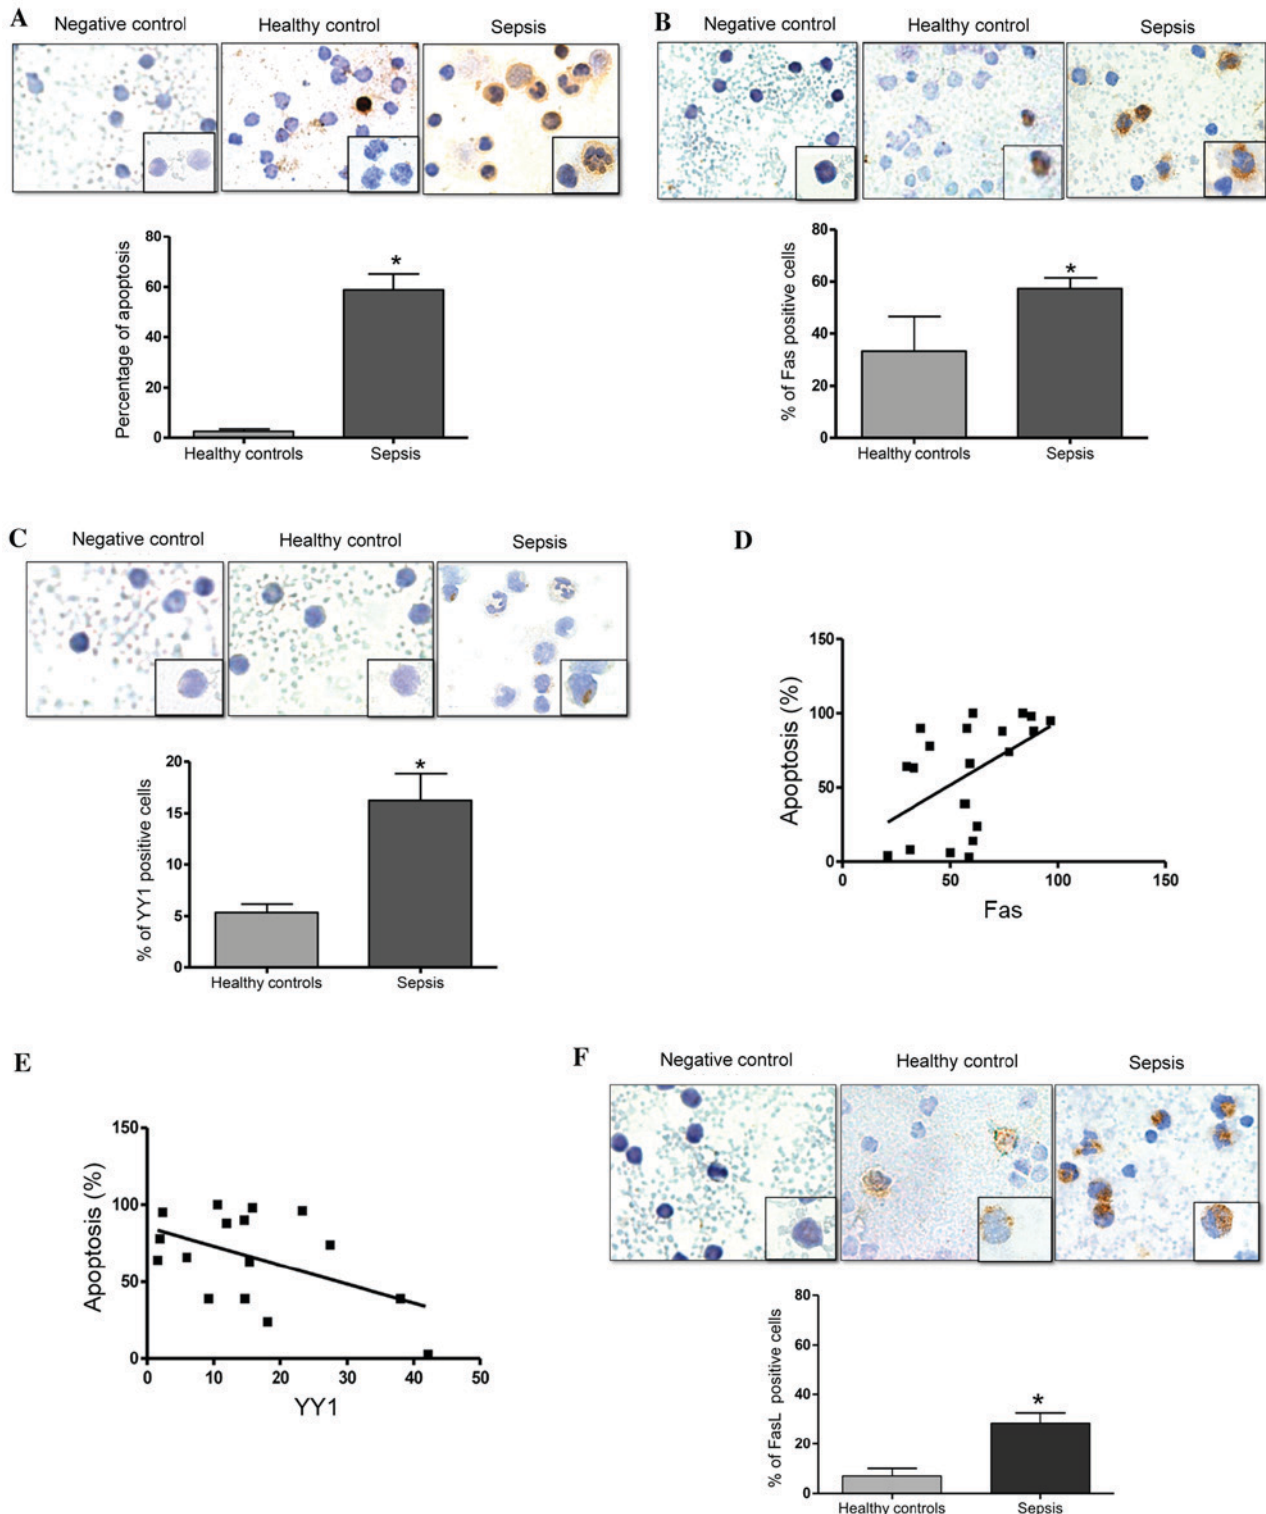 A
Negative control Healthy control Sepsis
80
60
40
20
0
Percentage of apoptosis
*
Healthy controls Sepsis
B
Negative control Healthy control Sepsis
80
60
40
20
0
% of Fas positive cells
*
Healthy controls Sepsis
C
Negative control Healthy control Sepsis
20
15
10
5
0
% of YY1 positive cells
*
Healthy controls Sepsis
D
150
100
50
0
Apoptosis (%)
0 50 100 150
Fas
E
150
100
50
0
Apoptosis (%)
0 10 20 30 40 50
YY1
F
Negative control Healthy control Sepsis
80
60
40
20
0
% of FasL positive cells
*
Healthy controls Sepsis